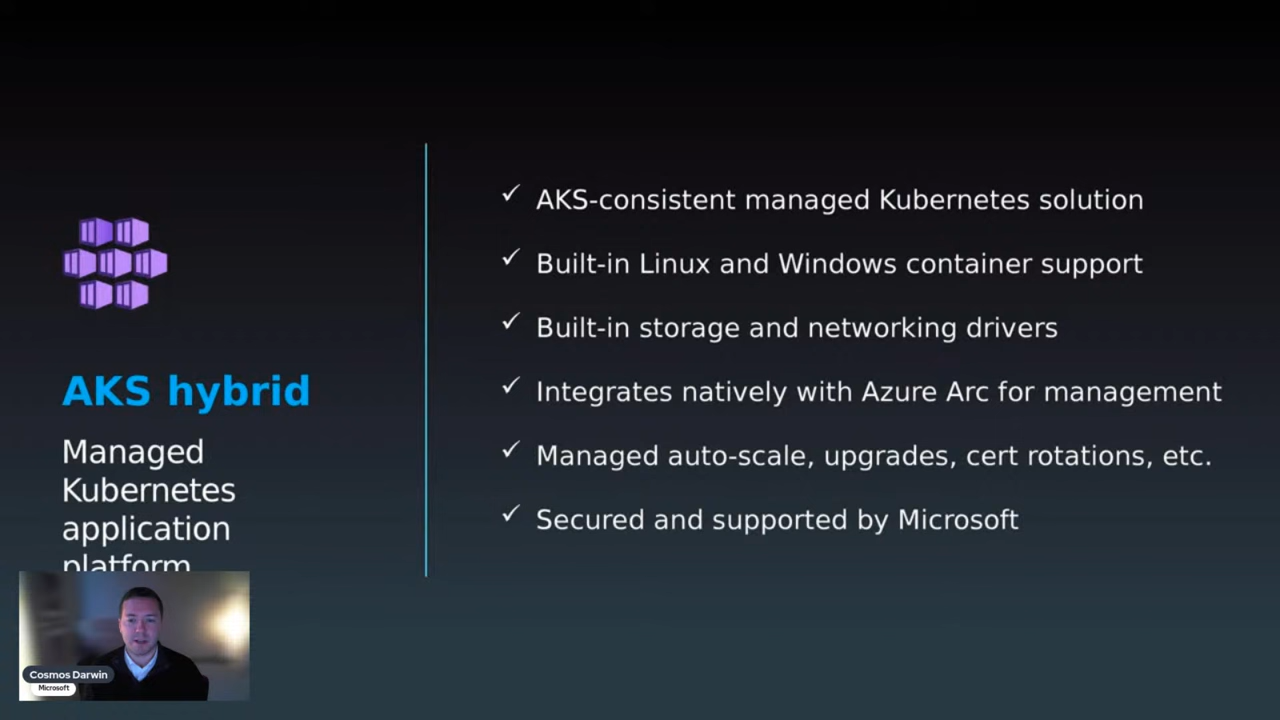 AKS hybrid
Managed
Kubernetes
application
platform
✓ AKS-consistent managed Kubernetes solution
✓ Built-in Linux and Windows container support
✓ Built-in storage and networking drivers
✓ Integrates natively with Azure Arc for management
✓ Managed auto-scale, upgrades, cert rotations, etc.
✓ Secured and supported by Microsoft
Cosmos Darwin
Microsoft